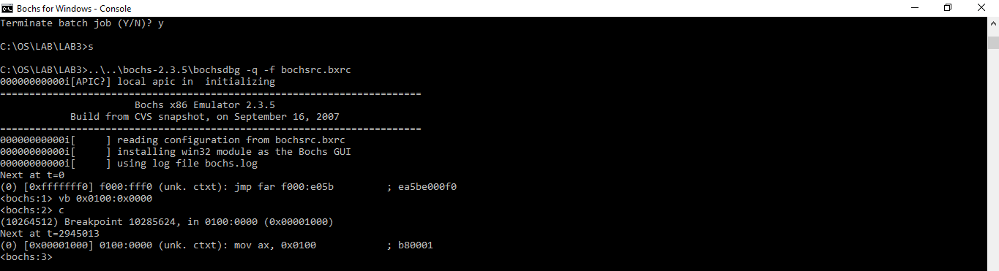 Bochs for Windows - Console
Terminate batch job (Y/N)? y
C:\OS\LAB\LAB3>s
C:\OS\LAB\LAB3>..\..\bochs-2.3.5\bochsdbg -q -f bochsrc.bxrc
00000000000i[APIC?] local apic in  initializing
========================================================================
                       Bochs x86 Emulator 2.3.5
            Build from CVS snapshot, on September 16, 2007
========================================================================
00000000000i[     ] reading configuration from bochsrc.bxrc
00000000000i[     ] installing win32 module as the Bochs GUI
00000000000i[     ] using log file bochs.log
Next at t=0
(0) [0xfffffff0] f000:fff0 (unk. ctxt): jmp far f000:e05b         ; ea5be000f0
<bochs:1> vb 0x0100:0x0000
<bochs:2> c
(10264512) Breakpoint 10285624, in 0100:0000 (0x00001000)
Next at t=2945013
(0) [0x00001000] 0100:0000 (unk. ctxt): mov ax, 0x0100            ; b80001
<bochs:3>